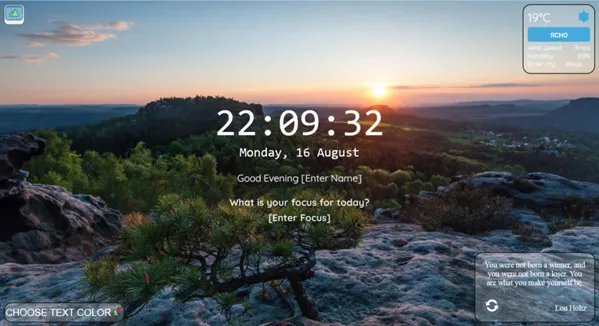 19°C
22:09:32
Monday, 16 August
Good Evening [Enter Name]
What is your focus for today?
[Enter Focus]
You were not born a winner, and
you were not born a loser. You
are what you make yourself be.
Lou Holtz
CHOOSE TEXT COLOR